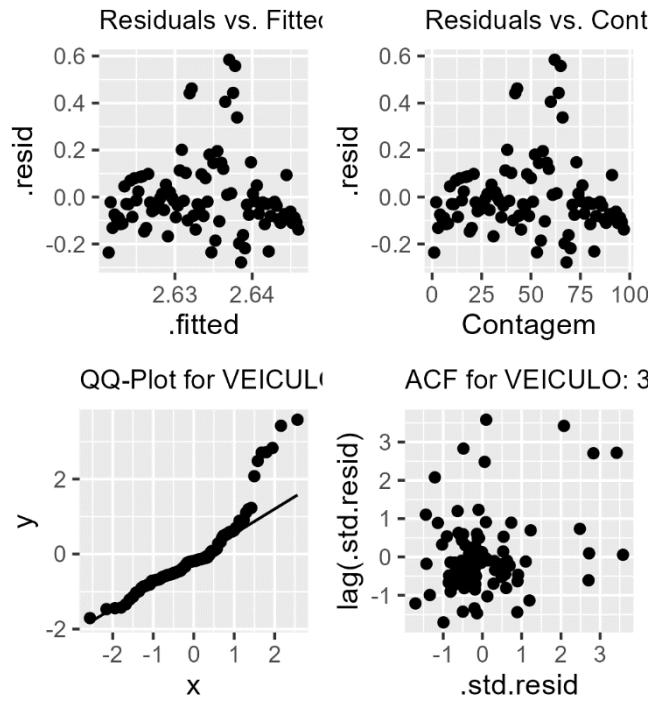 Residuals vs. Fitted
.resid
0.6
0.4
0.2
0.0
-0.2
2.63
2.64
.fitted
Residuals vs. Cont
.resid
0.6
0.4
0.2
0.0
-0.2
0
25
50
75
100
Contagem
QQ-Plot for VEICULO
y
2
0
-2
-2
-1
0
1
2
x
ACF for VEICULO: 3
lag(.std.resid)
3
2
1
0
-1
-1
0
1
2
3
.std.resid